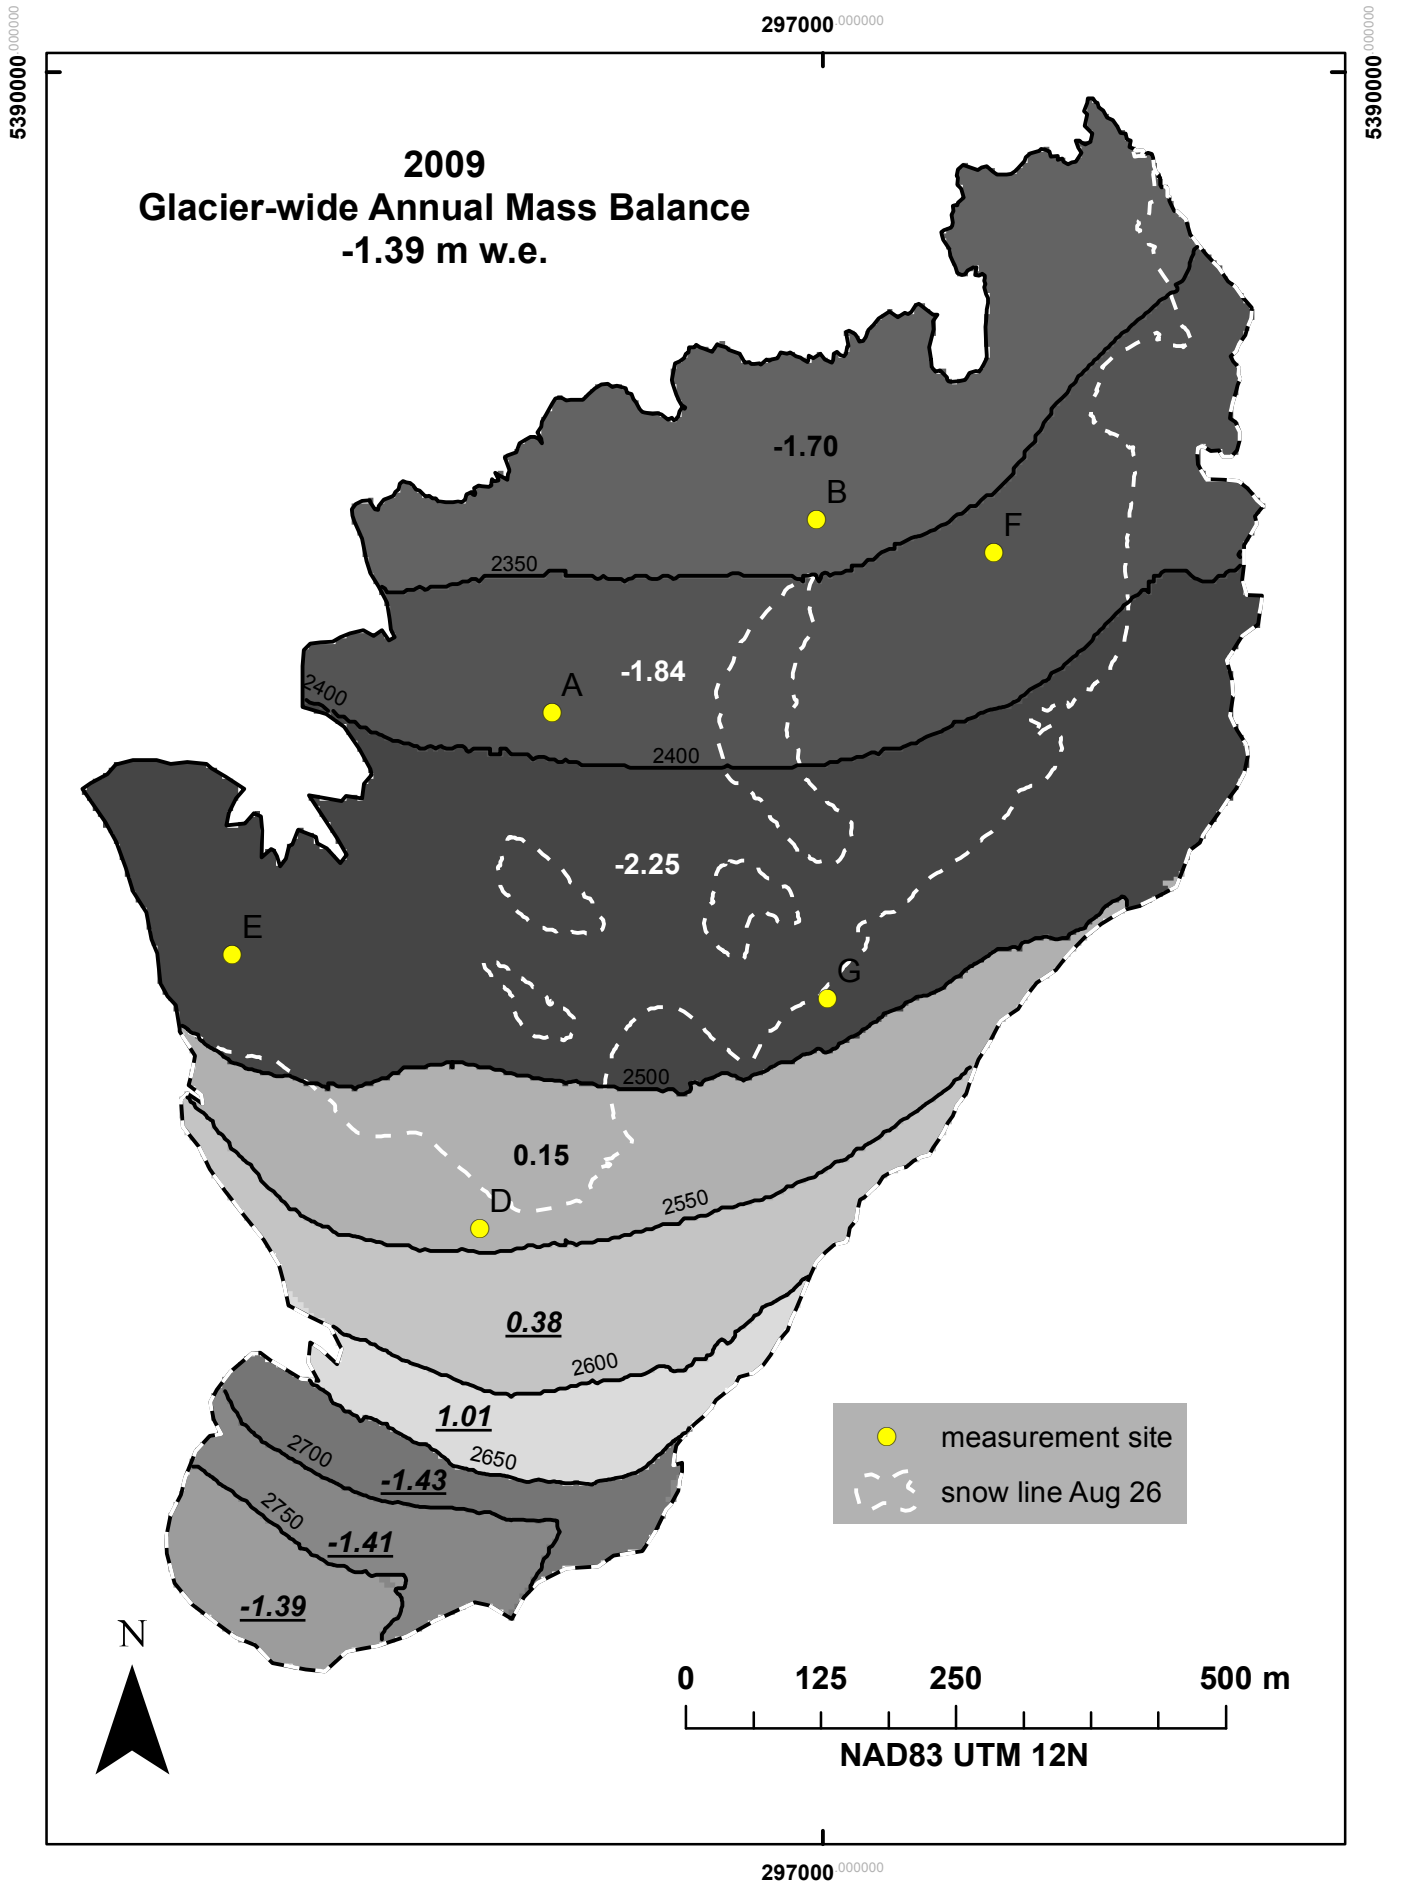 297000.000000
5390000.000000
5390000.000000
2009
Glacier-wide Annual Mass Balance
-1.39 m w.e.
-1.70
B
F
2350
-1.84
A
2400
2400
-2.25
E
G
2500
0.15
D
2550
0.38
2600
1.01
2650
2700
-1.43
2750
-1.41
-1.39
measurement site
snow line Aug 26
N
0 125 250 500 m
NAD83 UTM 12N
297000.000000